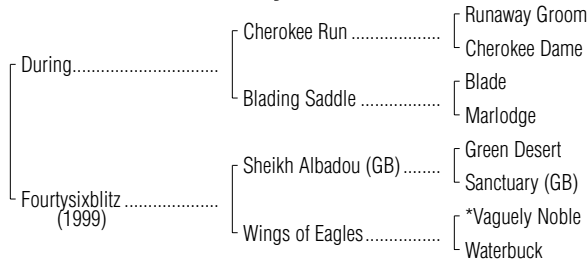 Runaway Groom
Cherokee Run ...................
Cherokee Dame
During...............................
Blade
Blading Saddle .................
Marlodge
Green Desert
Sheikh Albadou (GB) ........
Sanctuary (GB)
Fourtysixblitz ....................
(1999)
*Vaguely Noble
Wings of Eagles................
Waterbuck